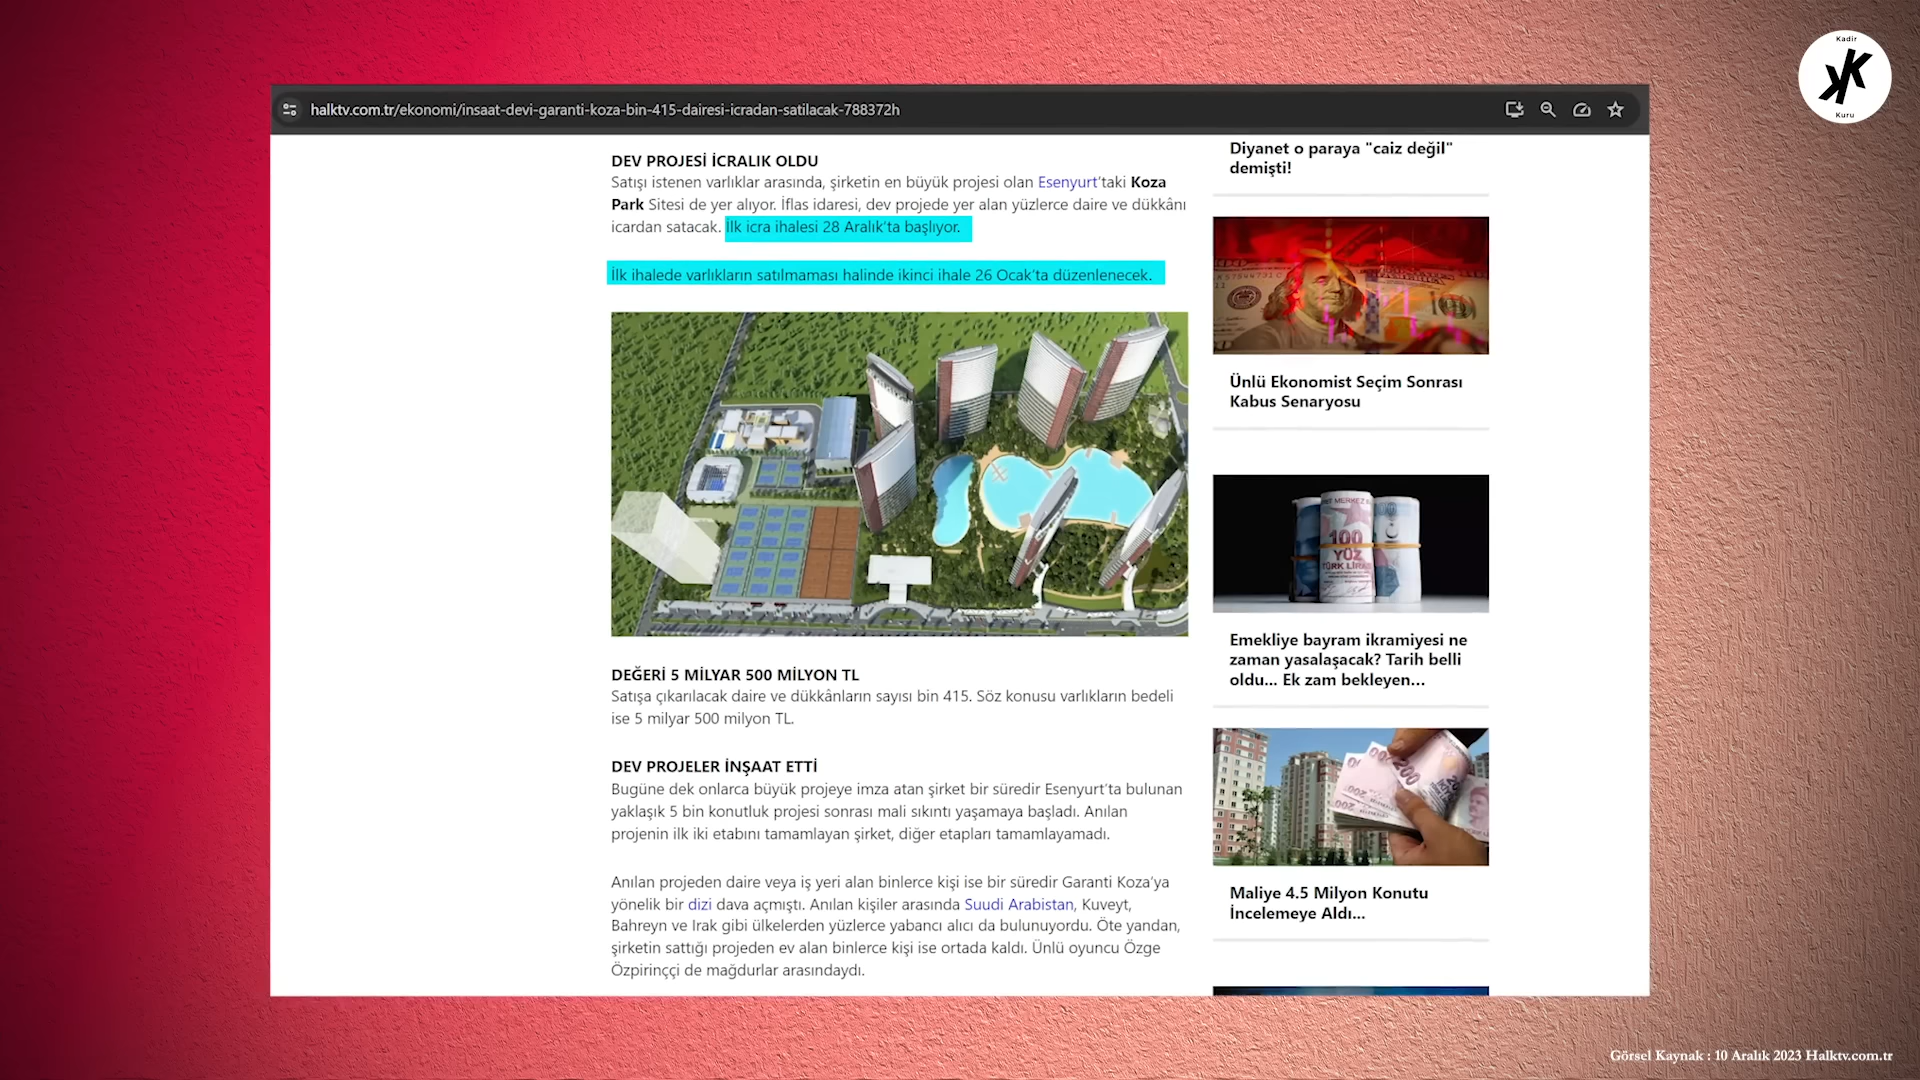 Kadir
KK
Kuru
halktv.com.tr/ekonomi/insaat-devi-garanti-koza-bin-415-dairesi-icradan-satilacak-788372h
DEV PROJESİ İCRALIK OLDU
Satışı istenen varlıklar arasında, şirketin en büyük projesi olan Esenyurt'taki Koza
Park Sitesi de yer alıyor. İflas idaresi, dev projede yer alan yüzlerce daire ve dükkânı
icardan satacak. İlk icra ihalesi 28 Aralık'ta başlıyor.
İlk ihalede varlıkların satılmaması halinde ikinci ihale 26 Ocak'ta düzenlenecek.
DEĞERİ 5 MİLYAR 500 MİLYON TL
Satışa çıkarılacak daire ve dükkânların sayısı bin 415. Söz konusu varlıkların bedeli
ise 5 milyar 500 milyon TL.
DEV PROJELER İNŞAAT ETTİ
Bugüne dek onlarca büyük projeye imza atan şirket bir süredir Esenyurt'ta bulunan
yaklaşık 5 bin konutluk projesi sonrası mali sıkıntı yaşamaya başladı. Anılan
projenin ilk iki etabını tamamlayan şirket, diğer etapları tamamlayamadı.
Anılan projeden daire veya iş yeri alan binlerce kişi ise bir süredir Garanti Koza'ya
yönelik bir dizi dava açmıştı. Anılan kişiler arasında Suudi Arabistan, Kuveyt,
Bahreyn ve Irak gibi ülkelerden yüzlerce yabancı alıcı da bulunuyordu. Öte yandan,
şirketin sattığı projeden ev alan binlerce kişi ise ortada kaldı. Ünlü oyuncu Özge
Özpirinççi de mağdurlar arasındaydı.
Diyanet o paraya "caiz değil"
demişti!
Ünlü Ekonomist Seçim Sonrası
Kabus Senaryosu
100
YÜZ
TÜRK LİRASI
Emekliye bayram ikramiyesi ne
zaman yasalaşacak? Tarih belli
oldu... Ek zam bekleyen...
200
Maliye 4.5 Milyon Konutu
İncelemeye Aldı...
Görsel Kaynak : 10 Aralık 2023 Halktv.com.tr